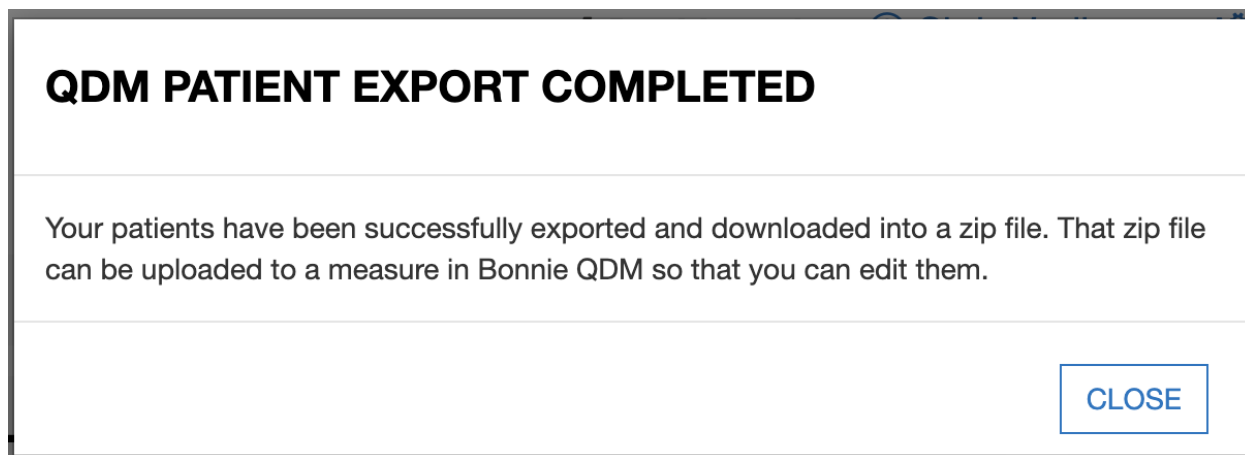 QDM PATIENT EXPORT COMPLETED
Your patients have been successfully exported and downloaded into a zip file. That zip file
can be uploaded to a measure in Bonnie QDM so that you can edit them.
CLOSE